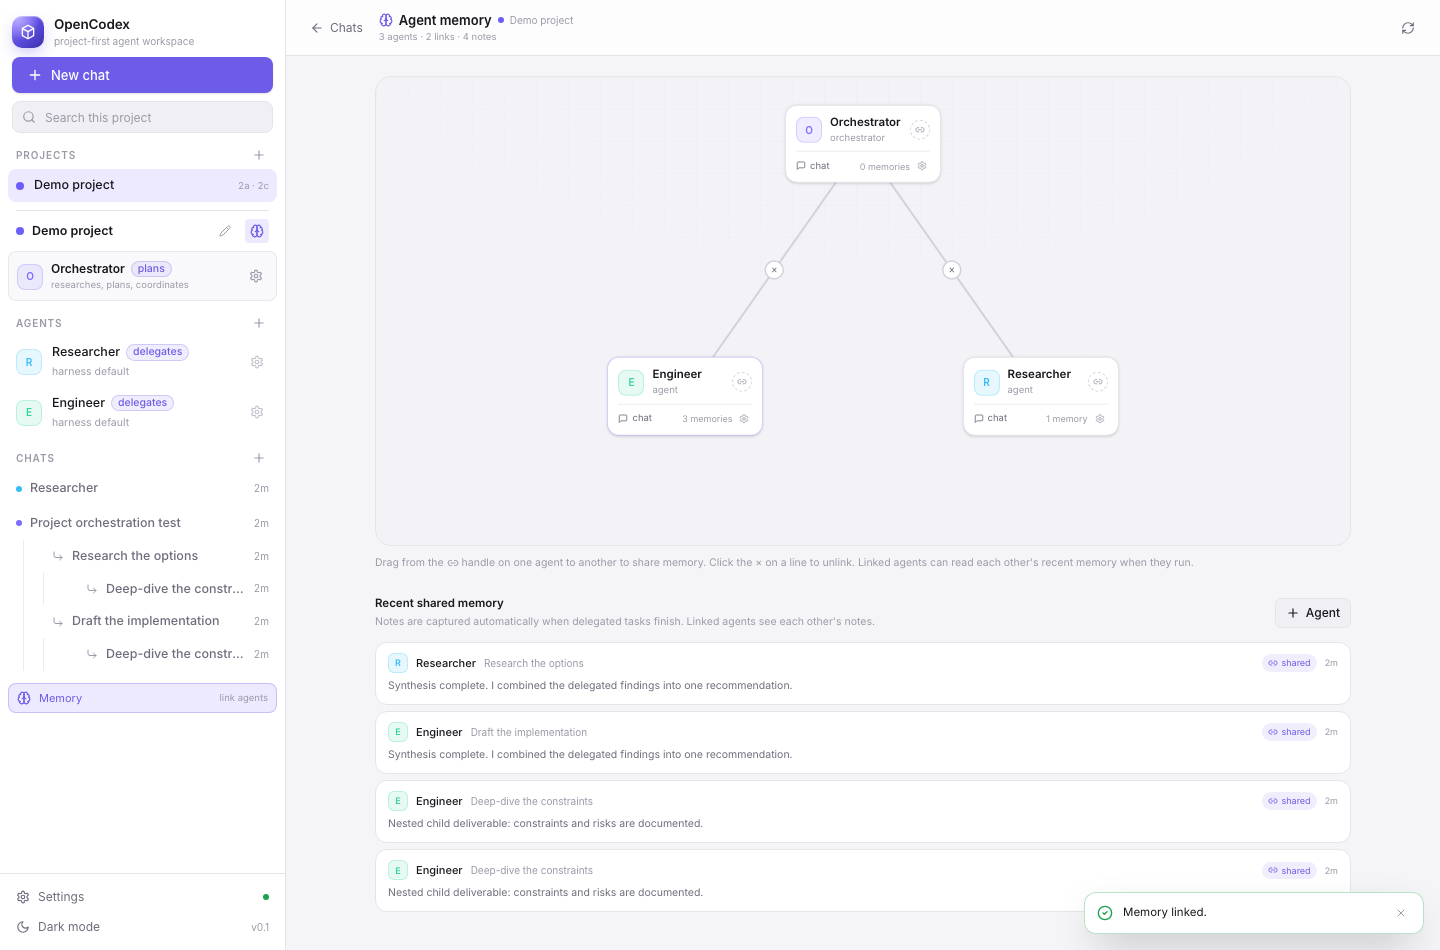 OpenCodex
project-first agent workspace
New chat
Search this project
PROJECTS
Demo project 2a · 2c
Demo project
O Orchestrator plans
researches, plans, coordinates
AGENTS
R Researcher delegates
harness default
E Engineer delegates
harness default
CHATS
Researcher 2m
Project orchestration test 2m
Research the options 2m
Deep-dive the constr... 2m
Draft the implementation 2m
Deep-dive the constr... 2m
Memory link agents
Settings
Dark mode v0.1
Chats
Agent memory Demo project
3 agents · 2 links · 4 notes
O Orchestrator
orchestrator
chat 0 memories
×
×
E Engineer
agent
chat 3 memories
R Researcher
agent
chat 1 memory
Drag from the handle on one agent to another to share memory. Click the × on a line to unlink. Linked agents can read each other's recent memory when they run.
Recent shared memory
Notes are captured automatically when delegated tasks finish. Linked agents see each other's notes.
Agent
R Researcher Research the options shared 2m
Synthesis complete. I combined the delegated findings into one recommendation.
E Engineer Draft the implementation shared 2m
Synthesis complete. I combined the delegated findings into one recommendation.
E Engineer Deep-dive the constraints shared 2m
Nested child deliverable: constraints and risks are documented.
E Engineer Deep-dive the constraints shared 2m
Nested child deliverable: constraints and risks are documented.
Memory linked.